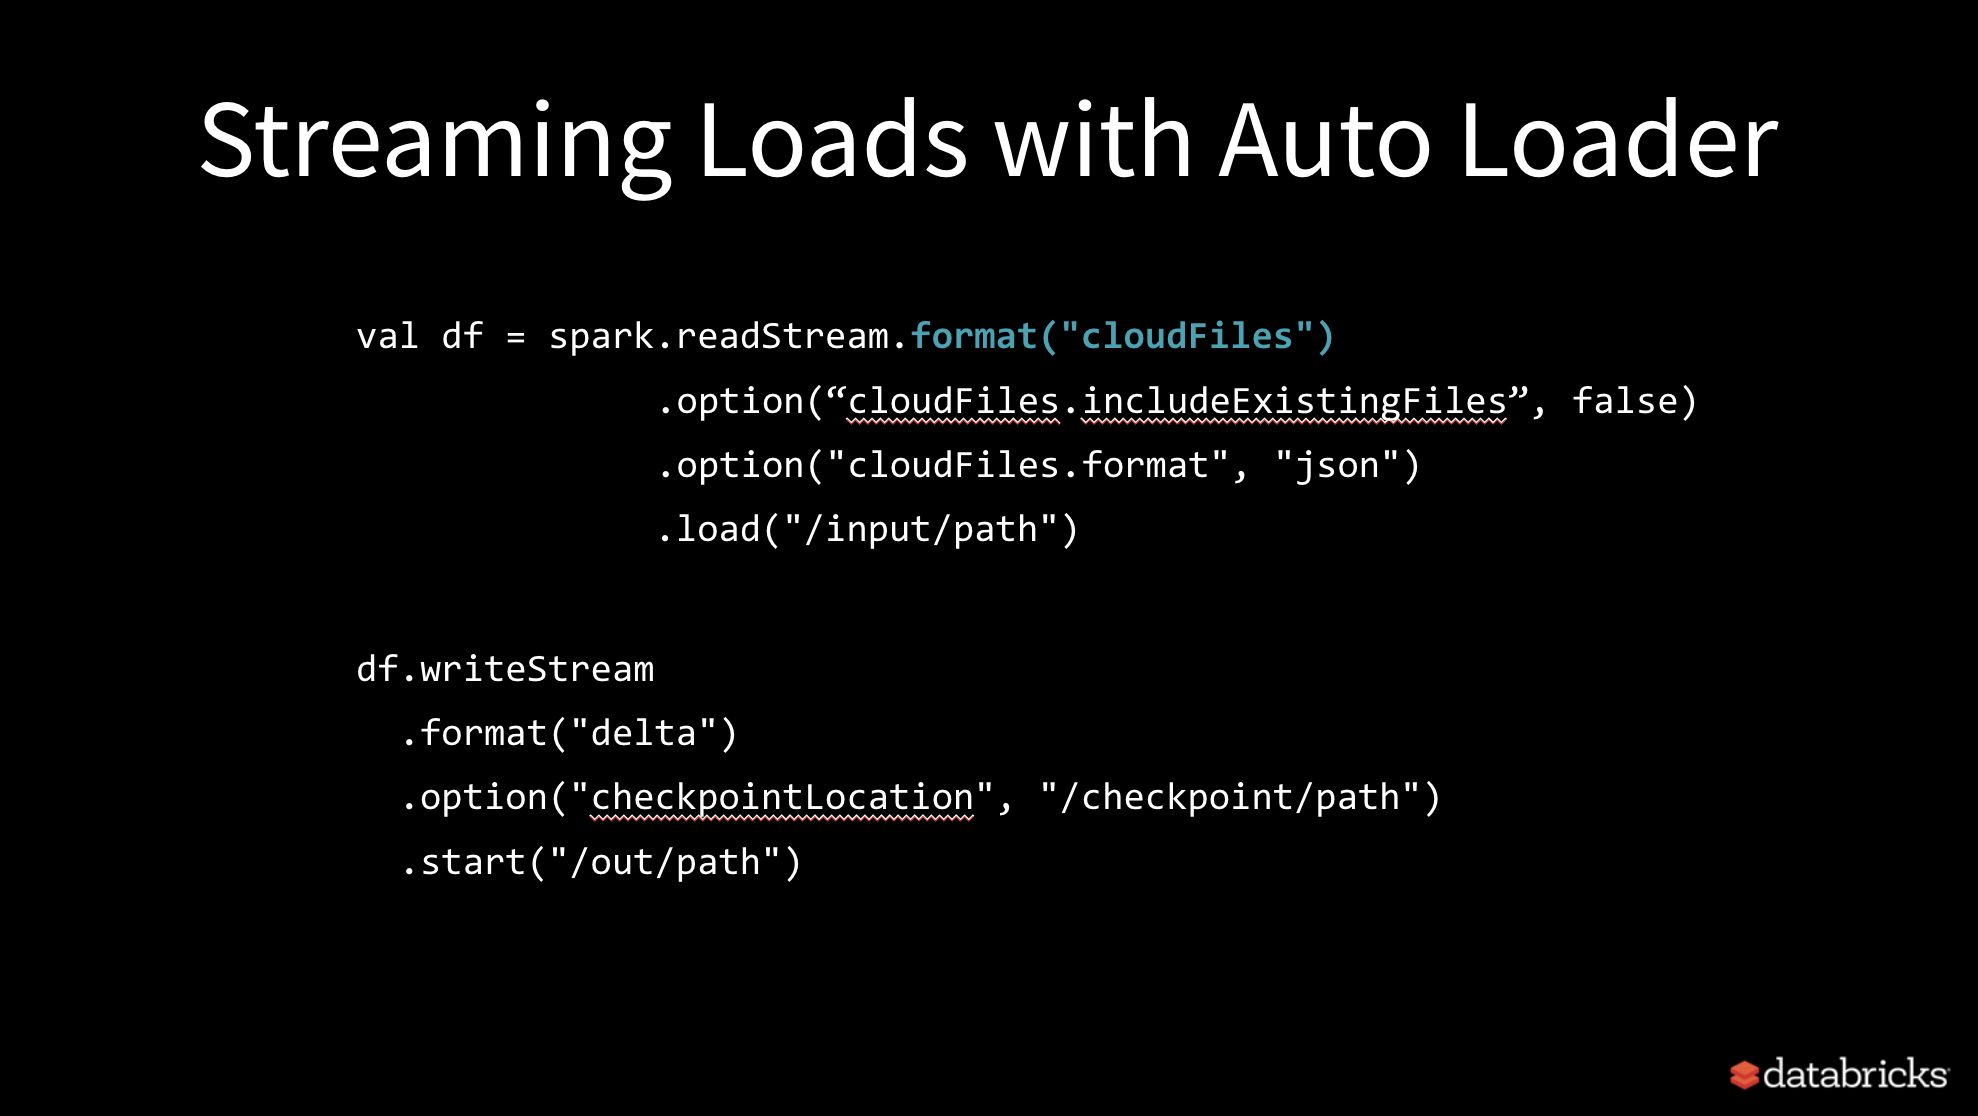 Streaming Loads with Auto Loader
val df = spark.readStream.format("cloudFiles")
.option(“cloudFiles.includeExistingFiles”, false)
.option("cloudFiles.format", "json")
.load("/input/path")
df.writeStream
.format("delta")
.option("checkpointLocation", "/checkpoint/path")
.start("/out/path")
databricks